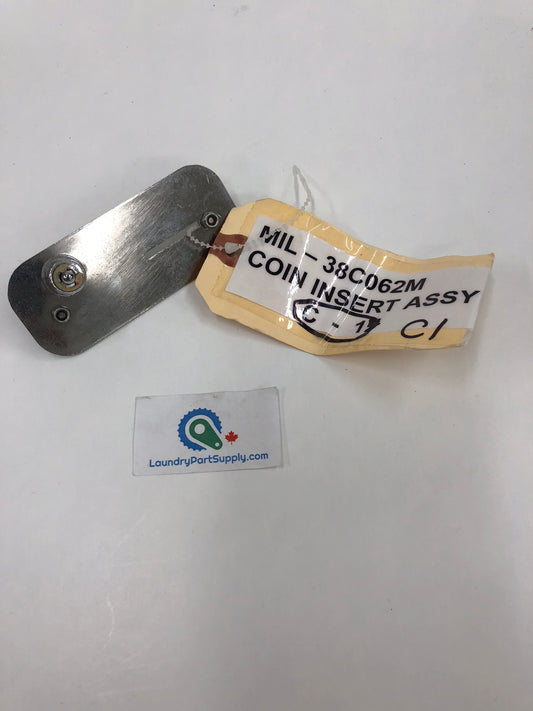 MIL – 38C062M
COIN INSERT ASSY
C - 1
C1
LaundryPartSupply.com